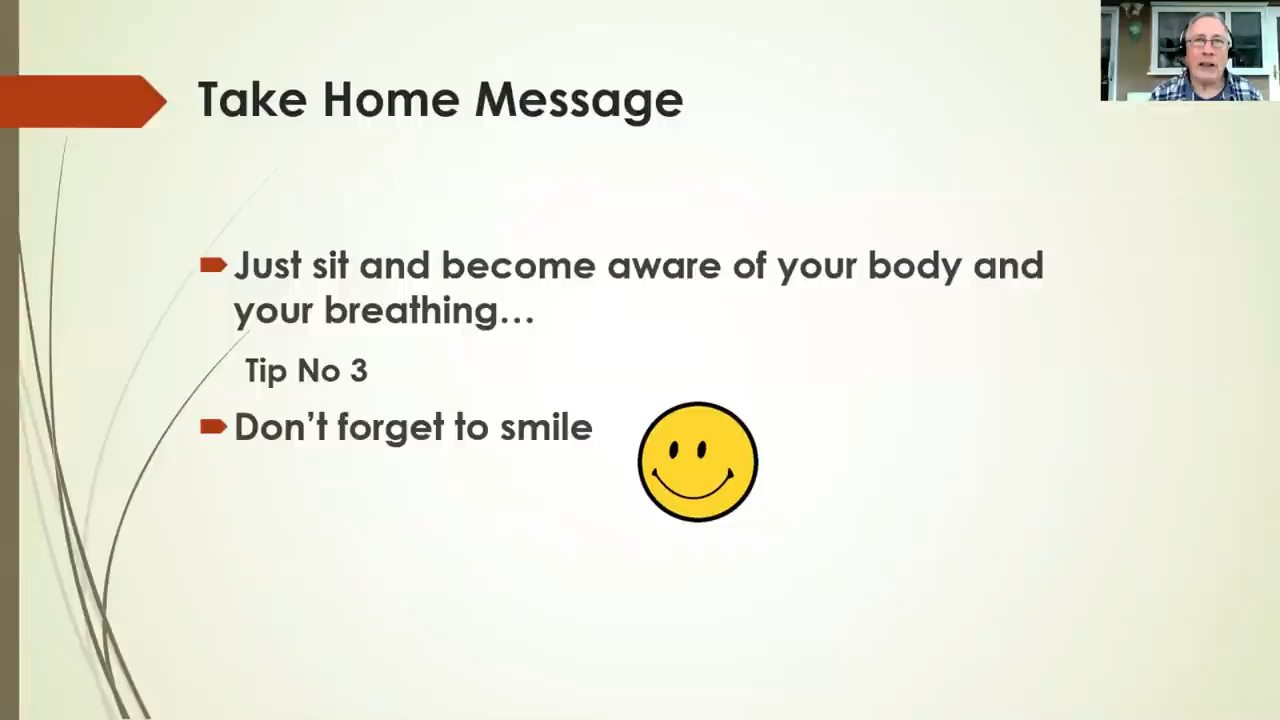 Take Home Message
Just sit and become aware of your body and
your breathing…
Tip No 3
Don’t forget to smile